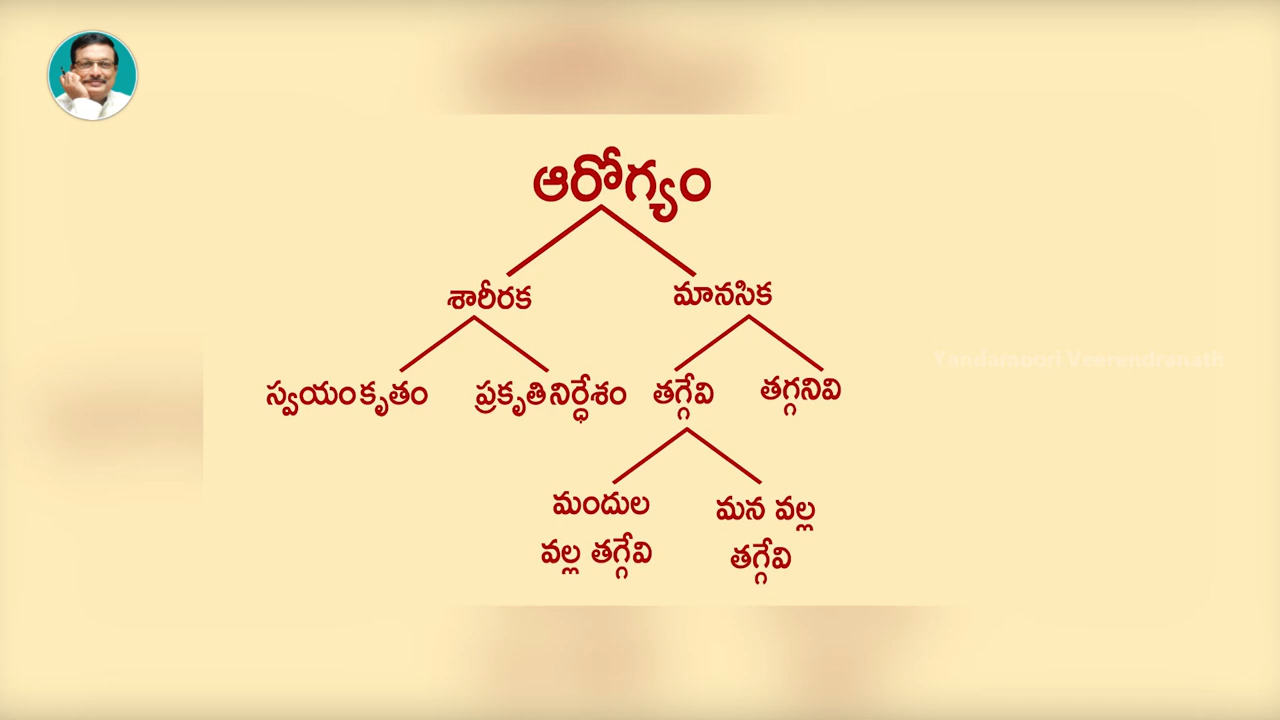 ఆరోగ్యం
శారీరక మానసిక
స్వయంకృతం ప్రకృతినిర్ధేశం తగ్గేవి తగ్గనివి
మందుల
వల్ల తగ్గేవి
మన వల్ల
తగ్గేవి
Yandamoori Veerendranath